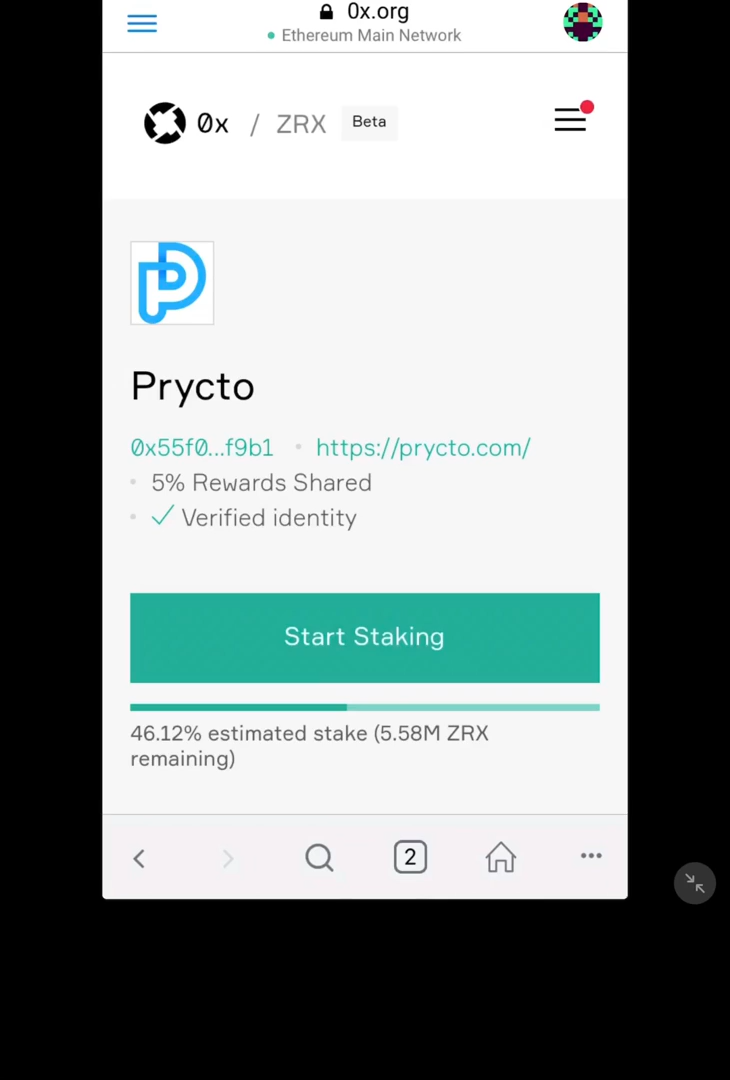 0x.org
Ethereum Main Network
0x / ZRX Beta
Prycto
0x55f0...f9b1 • https://prycto.com/
• 5% Rewards Shared
• ✓ Verified identity
Start Staking
46.12% estimated stake (5.58M ZRX
remaining)
2